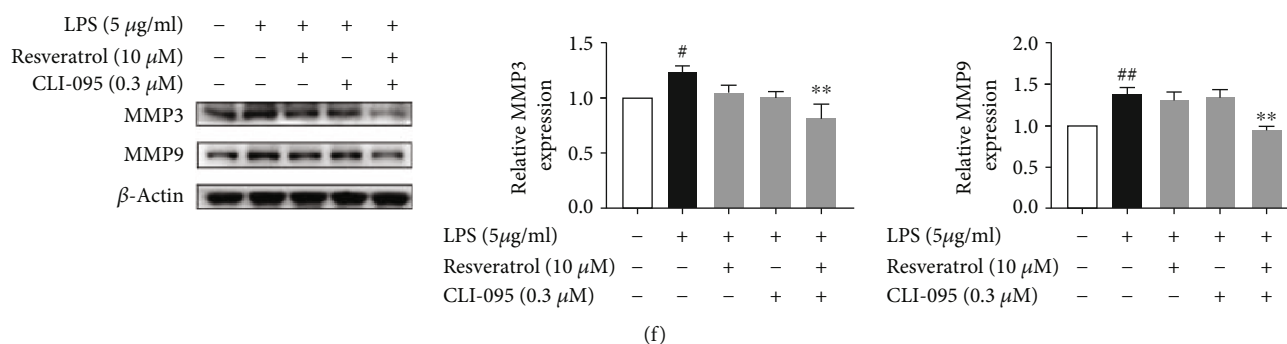 LPS (5 μg/ml) − + + + +
Resveratrol (10 μM) − − + − +
CLI-095 (0.3 μM) − − − + +
MMP3
MMP9
β-Actin
Relative MMP3
expression
1.5
1.0
0.5
0.0
#
**
LPS (5μg/ml) − + + + +
Resveratrol (10 μM) − − + − +
CLI-095 (0.3 μM) − − − + +
Relative MMP9
expression
2.0
1.5
1.0
0.5
0.0
##
**
LPS (5μg/ml) − + + + +
Resveratrol (10 μM) − − + − +
CLI-095 (0.3 μM) − − − + +
(f)